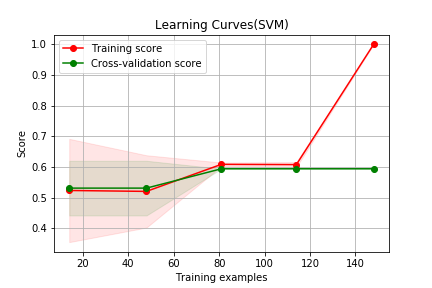 Learning Curves(SVM)
Training score
Cross-validation score
Score
1.0
0.9
0.8
0.7
0.6
0.5
0.4
20 40 60 80 100 120 140
Training examples